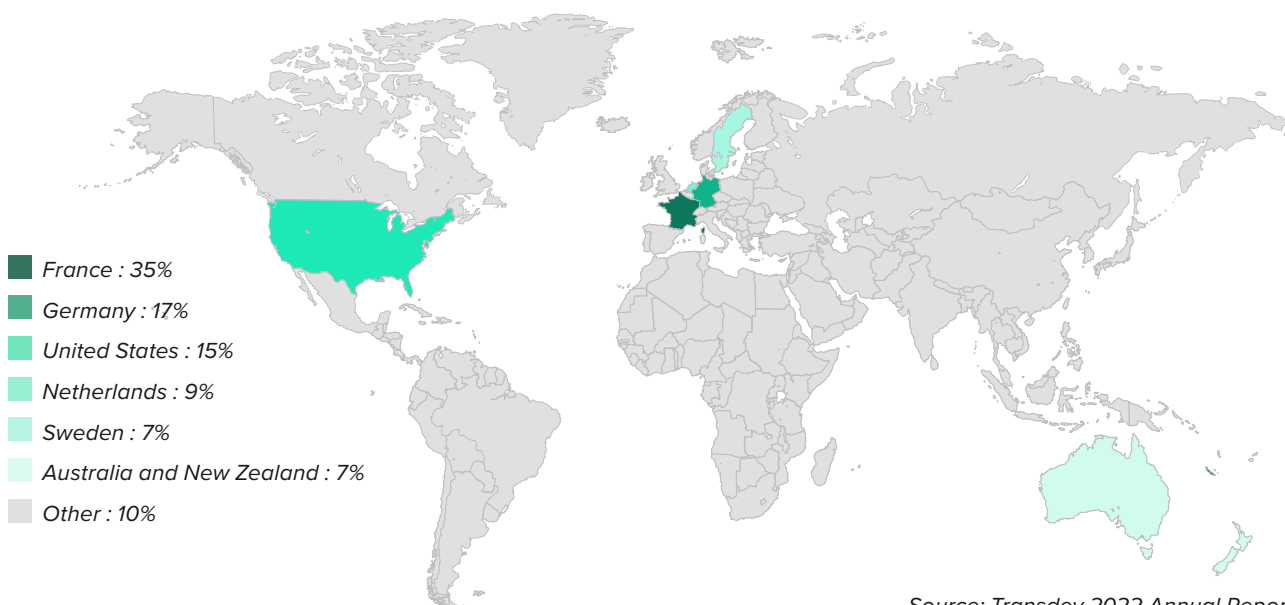 France : 35%
Germany : 17%
United States : 15%
Netherlands : 9%
Sweden : 7%
Australia and New Zealand : 7%
Other : 10%
Source: Transdev 2022 Annual Repor